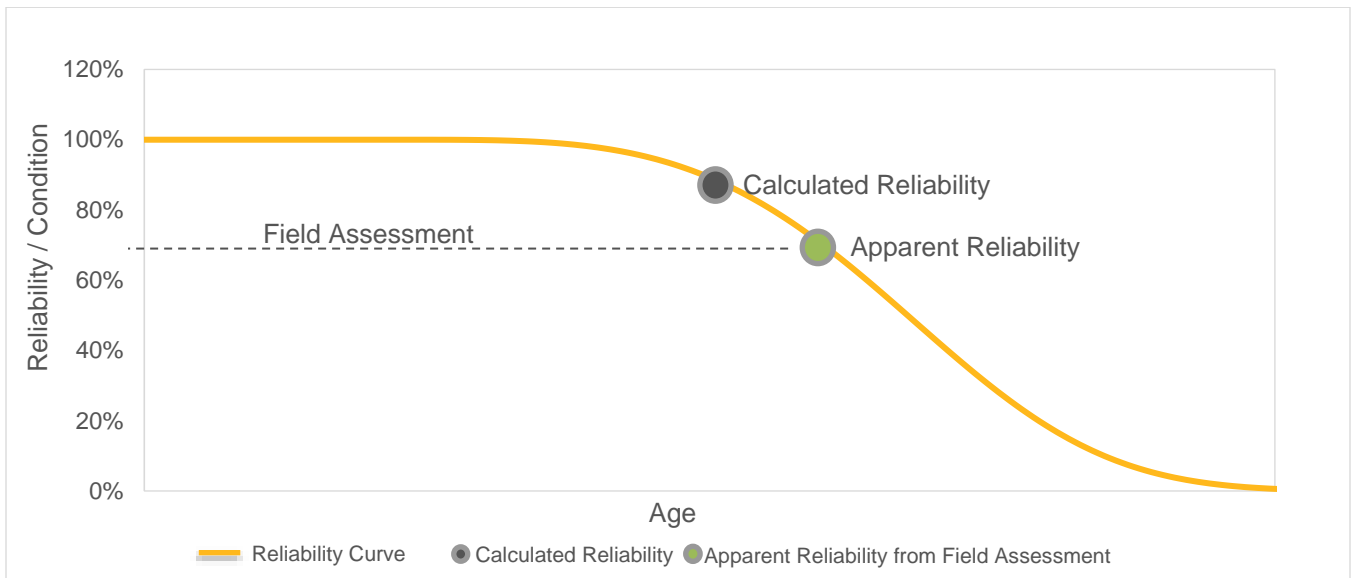 120%
100%
80%
60%
40%
20%
0%
Reliability / Condition
Calculated Reliability
Field Assessment
Apparent Reliability
Age
Reliability Curve
Calculated Reliability
Apparent Reliability from Field Assessment